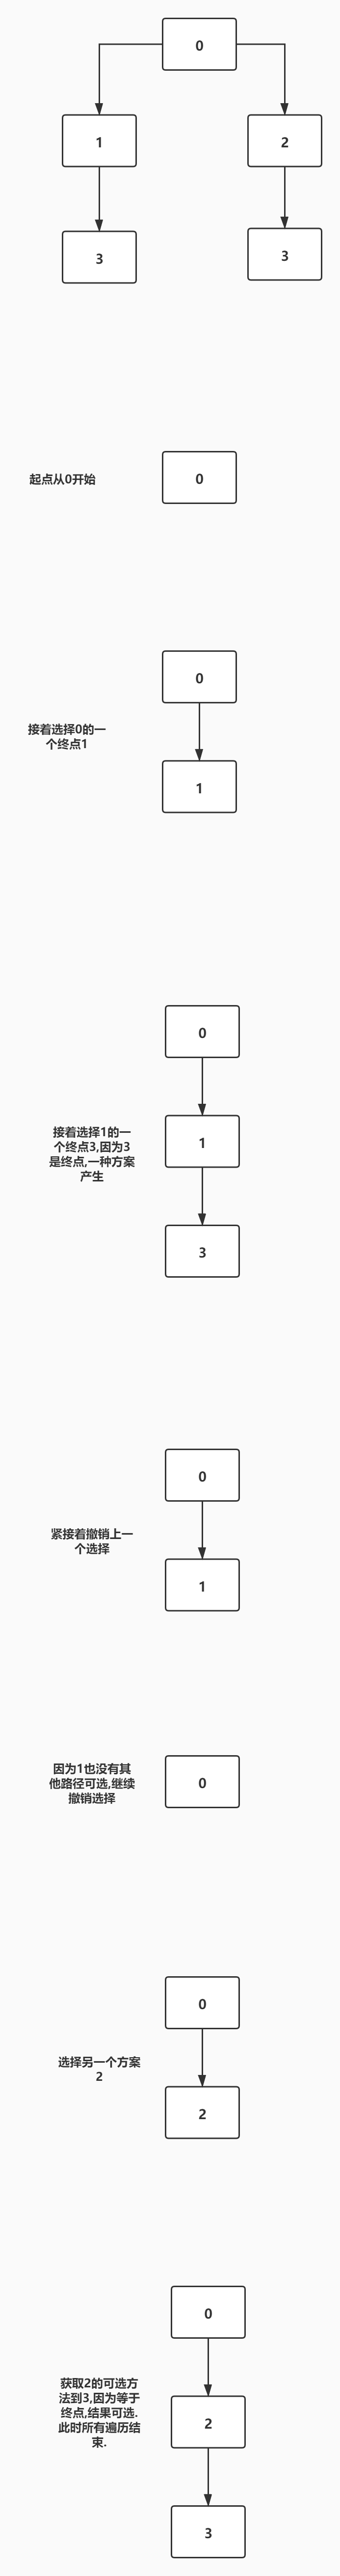 0
1
2
3
3
起点从0开始
0
0
接着选择0的一
个终点1
1
0
接着选择1的一
个终点3,因为3
是终点,一种方案
产生
1
3
0
紧接着撤销上一
个选择
1
因为1也没有其
他路径可选,继续
撤销选择
0
0
选择另一个方案
2
2
0
获取2的可选方
法到3,因为等于
终点,结果可选.
此时所有遍历结
束.
2
3